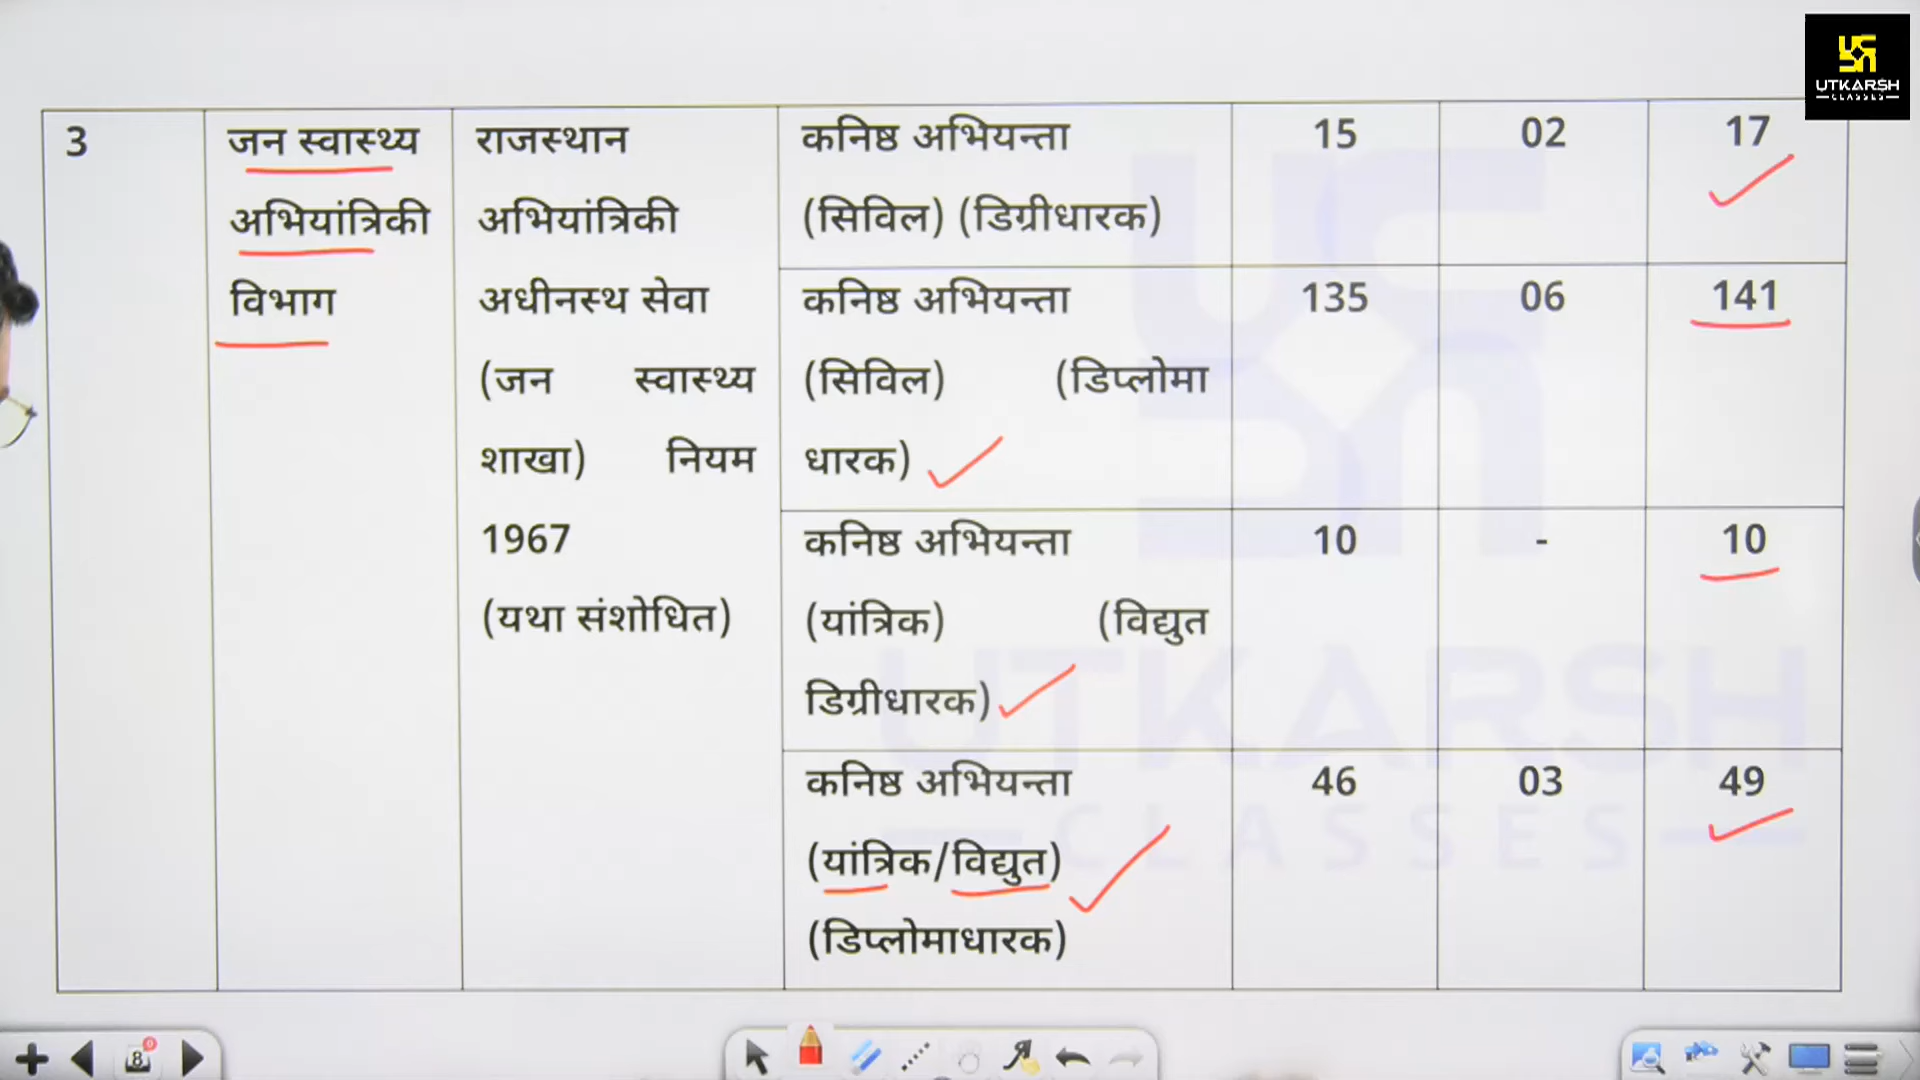 UTKARSH
CLASSES
3
जन स्वास्थ्य
अभियांत्रिकी
विभाग
राजस्थान
अभियांत्रिकी
अधीनस्थ सेवा
(जन स्वास्थ्य
शाखा) नियम
1967
(यथा संशोधित)
कनिष्ठ अभियन्ता
(सिविल) (डिग्रीधारक)
15
02
17
कनिष्ठ अभियन्ता
(सिविल) (डिप्लोमा
धारक)
135
06
141
कनिष्ठ अभियन्ता
(यांत्रिक) (विद्युत
डिग्रीधारक)
10
-
10
कनिष्ठ अभियन्ता
(यांत्रिक/विद्युत)
(डिप्लोमाधारक)
46
03
49
UTKARSH
CLASSES
8